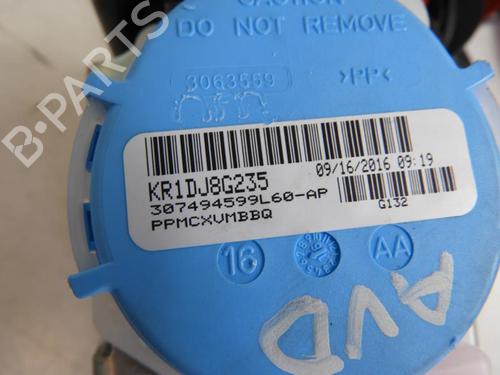 CAUTION
DO NOT REMOVE
3063559
>PP<
KR1DJ8G235
09/16/2016 09:19
307494599L60-AP
PPMCXVMBBQ
G132
16
AA
AVD
B-PARTS